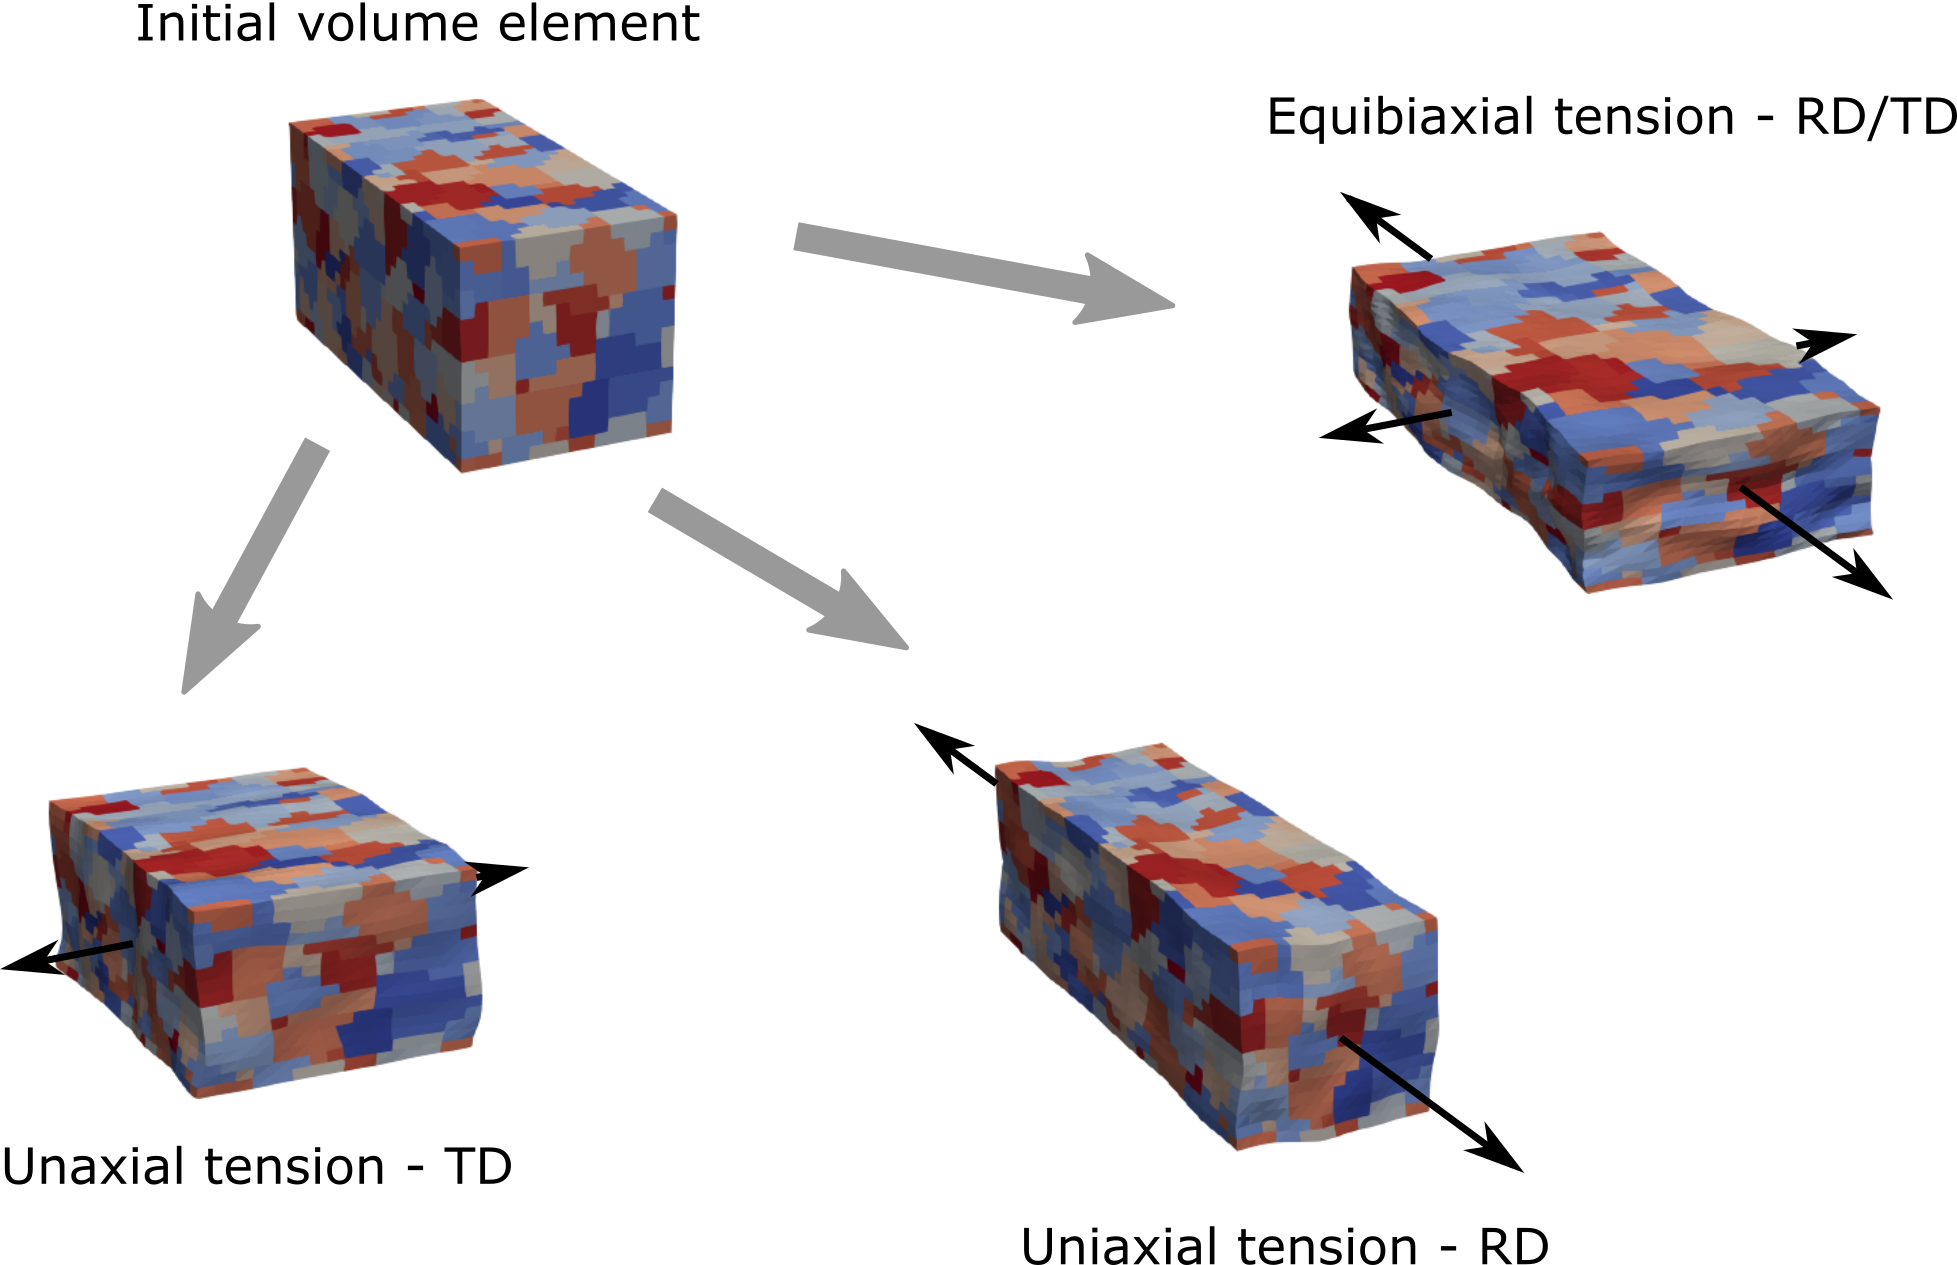 Initial volume element
Equibiaxial tension - RD/TD
Unaxial tension - TD
Uniaxial tension - RD